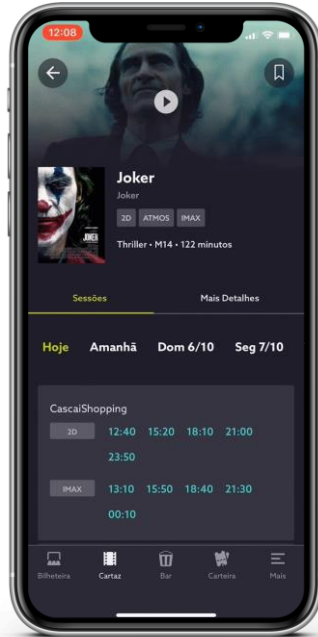 12:08
JOKER
Joker
Joker
2D ATMOS IMAX
Thriller • M14 • 122 minutos
Sessões Mais Detalhes
Hoje Amanhã Dom 6/10 Seg 7/10
CascaiShopping
2D 12:40 15:20 18:10 21:00
23:50
IMAX 13:10 15:50 18:40 21:30
00:10
Bilheteira Cartaz Bar Carteira Mais